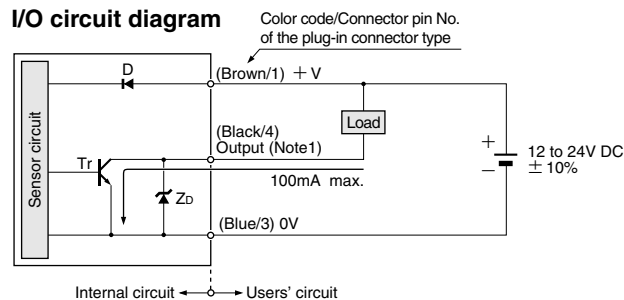 I/O circuit diagram
Color code/Connector pin No.
of the plug-in connector type
D
(Brown/1) + V
Load
(Black/4)
Output (Note1)
Tr
100mA max.
ZD
Sensor circuit
+
−
12 to 24V DC
± 10%
(Blue/3) 0V
Internal circuit
Users' circuit